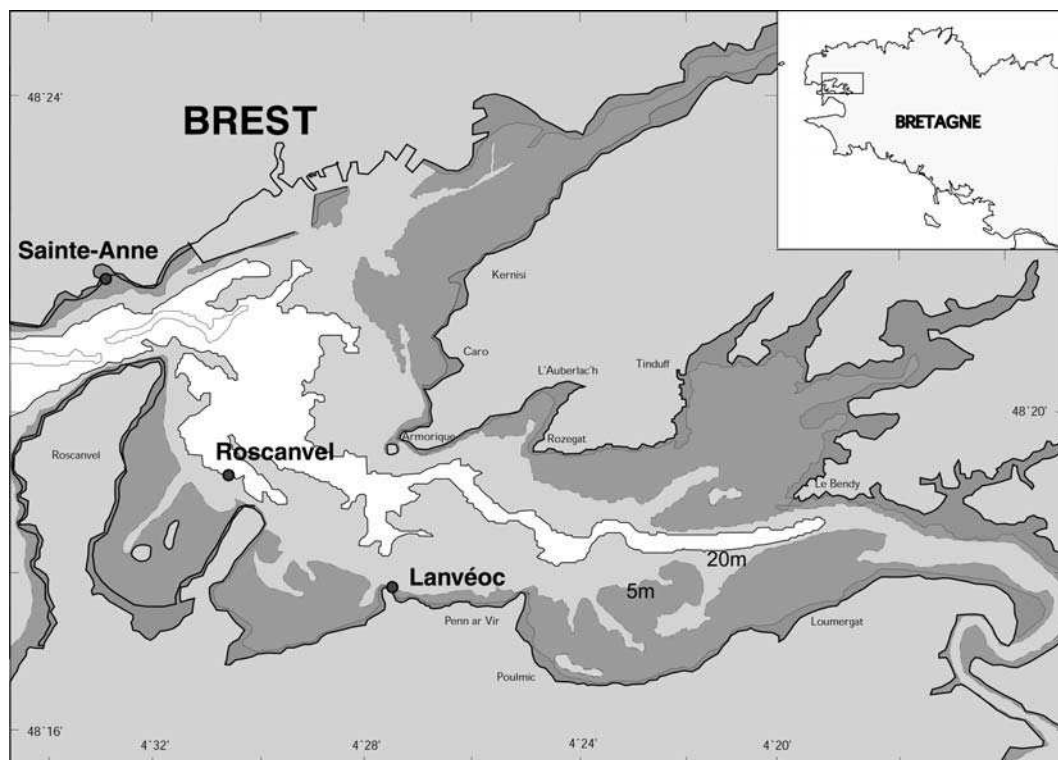 48°24'
BREST
BRETAGNE
Sainte-Anne
Kernisi
Caro
L'Auberlac'h
Tinduff
48°20'
Armorique
Rozegat
Roscanvel
Roscanvel
Le Bendy
20m
Lanvéoc
5m
Penn ar Vir
Loumergat
Poulmic
48°16'
4°32'
4°28'
4°24'
4°20'